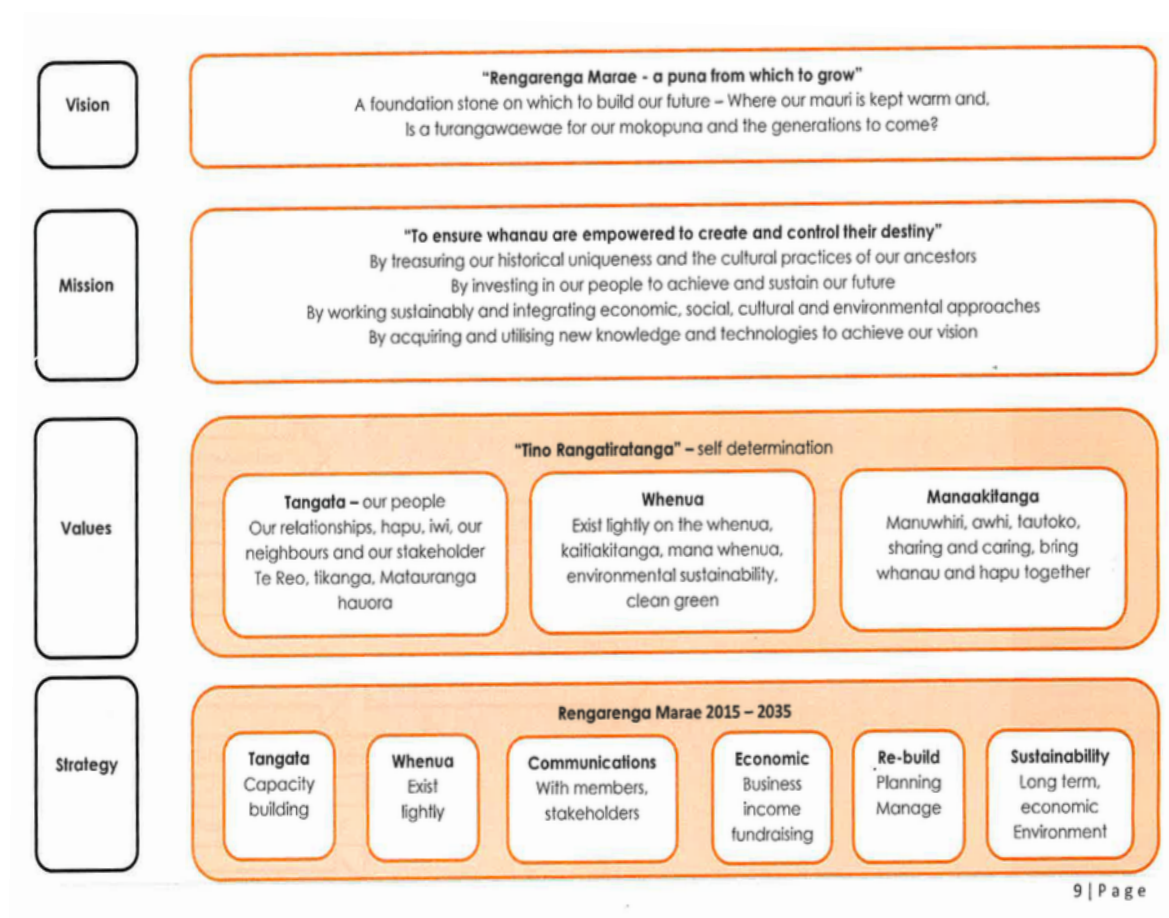 Vision
"Rengarenga Marae - a puna from which to grow"
A foundation stone on which to build our future – Where our mauri is kept warm and,
Is a turangawaewae for our mokopuna and the generations to come?
Mission
"To ensure whanau are empowered to create and control their destiny"
By treasuring our historical uniqueness and the cultural practices of our ancestors
By investing in our people to achieve and sustain our future
By working sustainably and integrating economic, social, cultural and environmental approaches
By acquiring and utilising new knowledge and technologies to achieve our vision
Values
"Tino Rangatiratanga" – self determination
Tangata – our people
Our relationships, hapu, iwi, our
neighbours and our stakeholder
Te Reo, tikanga, Matauranga
hauora
Whenua
Exist lightly on the whenua,
kaitiakitanga, mana whenua,
environmental sustainability,
clean green
Manaakitanga
Manuwhiri, awhi, tautoko,
sharing and caring, bring
whanau and hapu together
Strategy
Rengarenga Marae 2015 – 2035
Tangata
Capacity
building
Whenua
Exist
lightly
Communications
With members,
stakeholders
Economic
Business
income
fundraising
Re-build
Planning
Manage
Sustainability
Long term,
economic
Environment
9 | Page